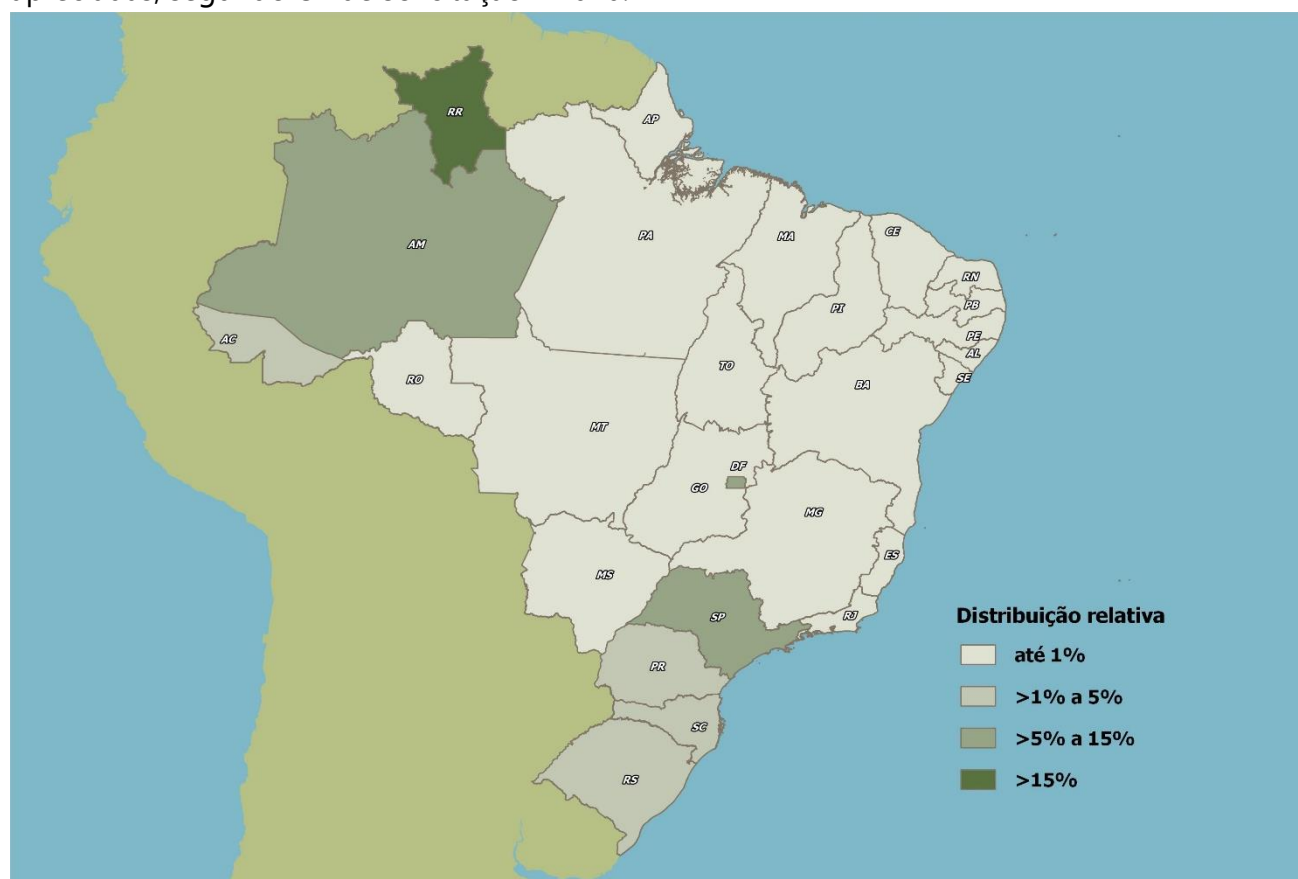 RR
AP
AM
PA
MA
CE
RN
PB
PI
PE
AC
AL
TO
SE
RO
BA
MT
DF
GO
MG
ES
MS
SP
RJ
Distribuição relativa
até 1%
PR
>1% a 5%
SC
>5% a 15%
RS
>15%